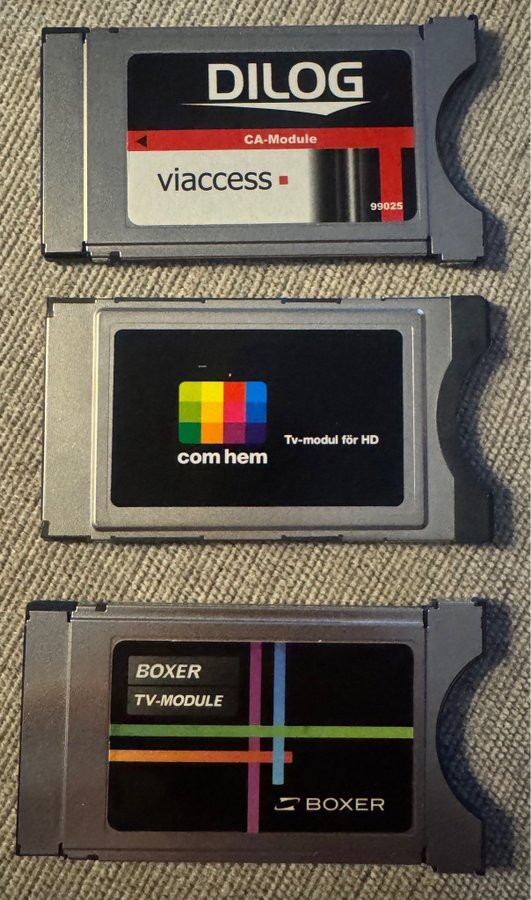 DILOG
CA-Module
viaccess
99025
com hem
Tv-modul för HD
BOXER
TV-MODULE
BOXER